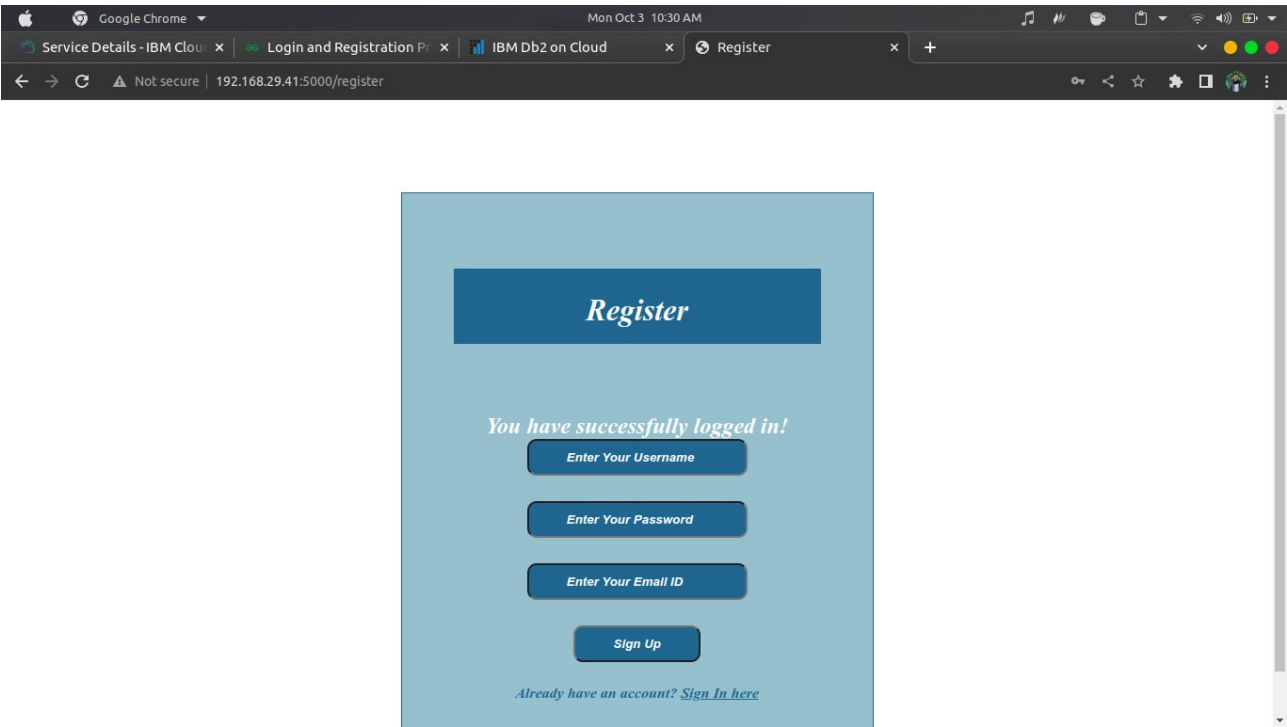 Google Chrome
Mon Oct 3 10:30 AM
Service Details - IBM Clou
Login and Registration Pr
IBM Db2 on Cloud
Register
Not secure | 192.168.29.41:5000/register
Register
You have successfully logged in!
Enter Your Username
Enter Your Password
Enter Your Email ID
Sign Up
Already have an account? Sign In here